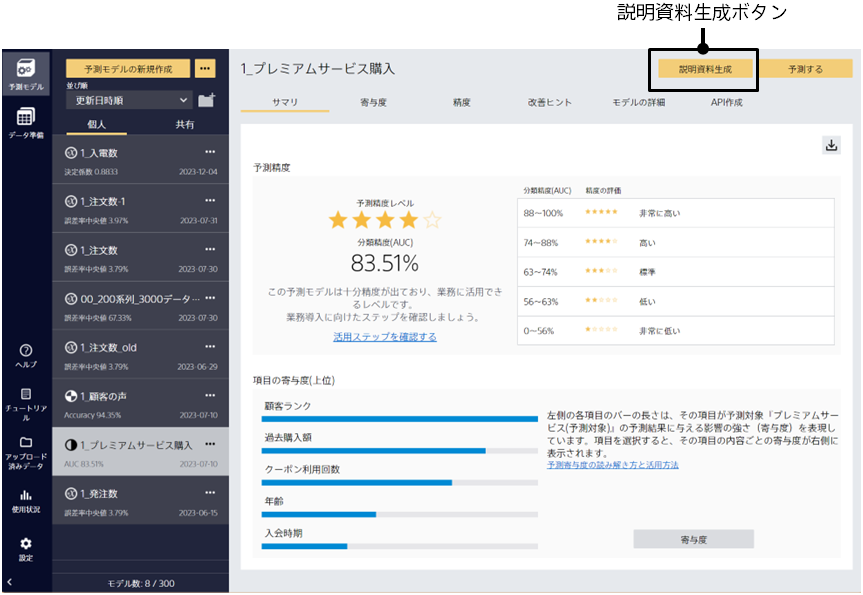 説明資料生成ボタン
予測モデル
データ準備
ヘルプ
チュートリア
ル
アップロード
済みデータ
使用状況
設定
予測モデルの新規作成
•••
並び順
更新日時順
個人
共有
1_入電数
決定係数 0.8833
2023-12-04
1_注文数-1
誤差率中央値 3.97%
2023-07-31
1_注文数
誤差率中央値 3.79%
2023-07-30
00_200系列_3000データ…
誤差率中央値 67.33%
2023-07-30
1_注文数_old
誤差率中央値 3.79%
2023-06-29
1_顧客の声
Accuracy 94.35%
2023-07-10
1_プレミアムサービス購入
AUC 83.51%
2023-07-10
1_発注数
誤差率中央値 3.79%
2023-06-15
モデル数: 8 / 300
1_プレミアムサービス購入
説明資料生成
予測する
サマリ
寄与度
精度
改善ヒント
モデルの詳細
API作成
予測精度
予測精度レベル
分類精度(AUC)
83.51%
この予測モデルは十分精度が出ており、業務に活用でき
るレベルです。
業務導入に向けたステップを確認しましょう。
活用ステップを確認する
分類精度(AUC) 精度の評価
88~100% ★★★★★ 非常に高い
74~88% ★★★★★ 高い
63~74% ★★★★★ 標準
56~63% ★★★★★ 低い
0~56% ★★★★★ 非常に低い
項目の寄与度(上位)
顧客ランク
過去購入額
クーポン利用回数
年齢
入会時期
左側の各項目のバーの長さは、その項目が予測対象『プレミアムサー
ビス(予測対象)』の予測結果に与える影響の強さ（寄与度）を表現し
ています。項目を選択すると、その項目の内容ごとの寄与度が右側に
表示されます。
予測寄与度の読み解き方と活用方法
寄与度